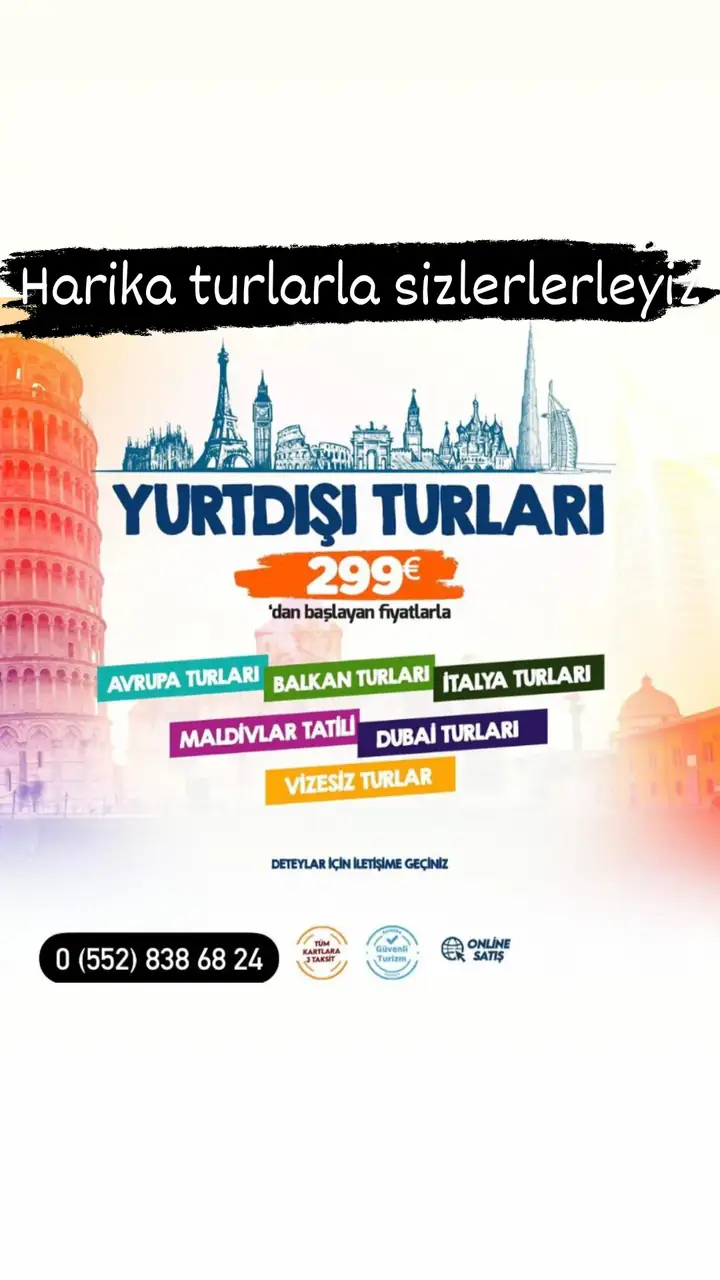 Harika turlarla sizlerlerleyiz
YURTDIŞI TURLARI
299€
'dan başlayan fiyatlarla
AVRUPA TURLARI
BALKAN TURLARI
İTALYA TURLARI
MALDİVLAR TATİLİ
DUBAİ TURLARI
VİZESİZ TURLAR
DETEYLAR İÇİN İLETİŞİME GEÇİNİZ
0 (552) 838 68 24
TÜM
KARTLARA
3 TAKSİT
Güvenli
Turizm
ONLİNE
SATIŞ